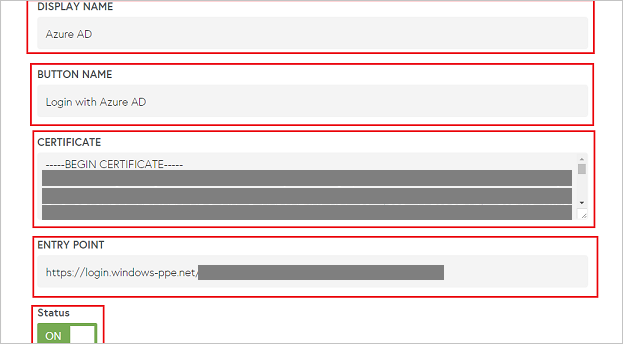 DISPLAY NAME
Azure AD
BUTTON NAME
Login with Azure AD
CERTIFICATE
-----BEGIN CERTIFICATE-----
ENTRY POINT
https://login.windows-ppe.net/
Status
ON